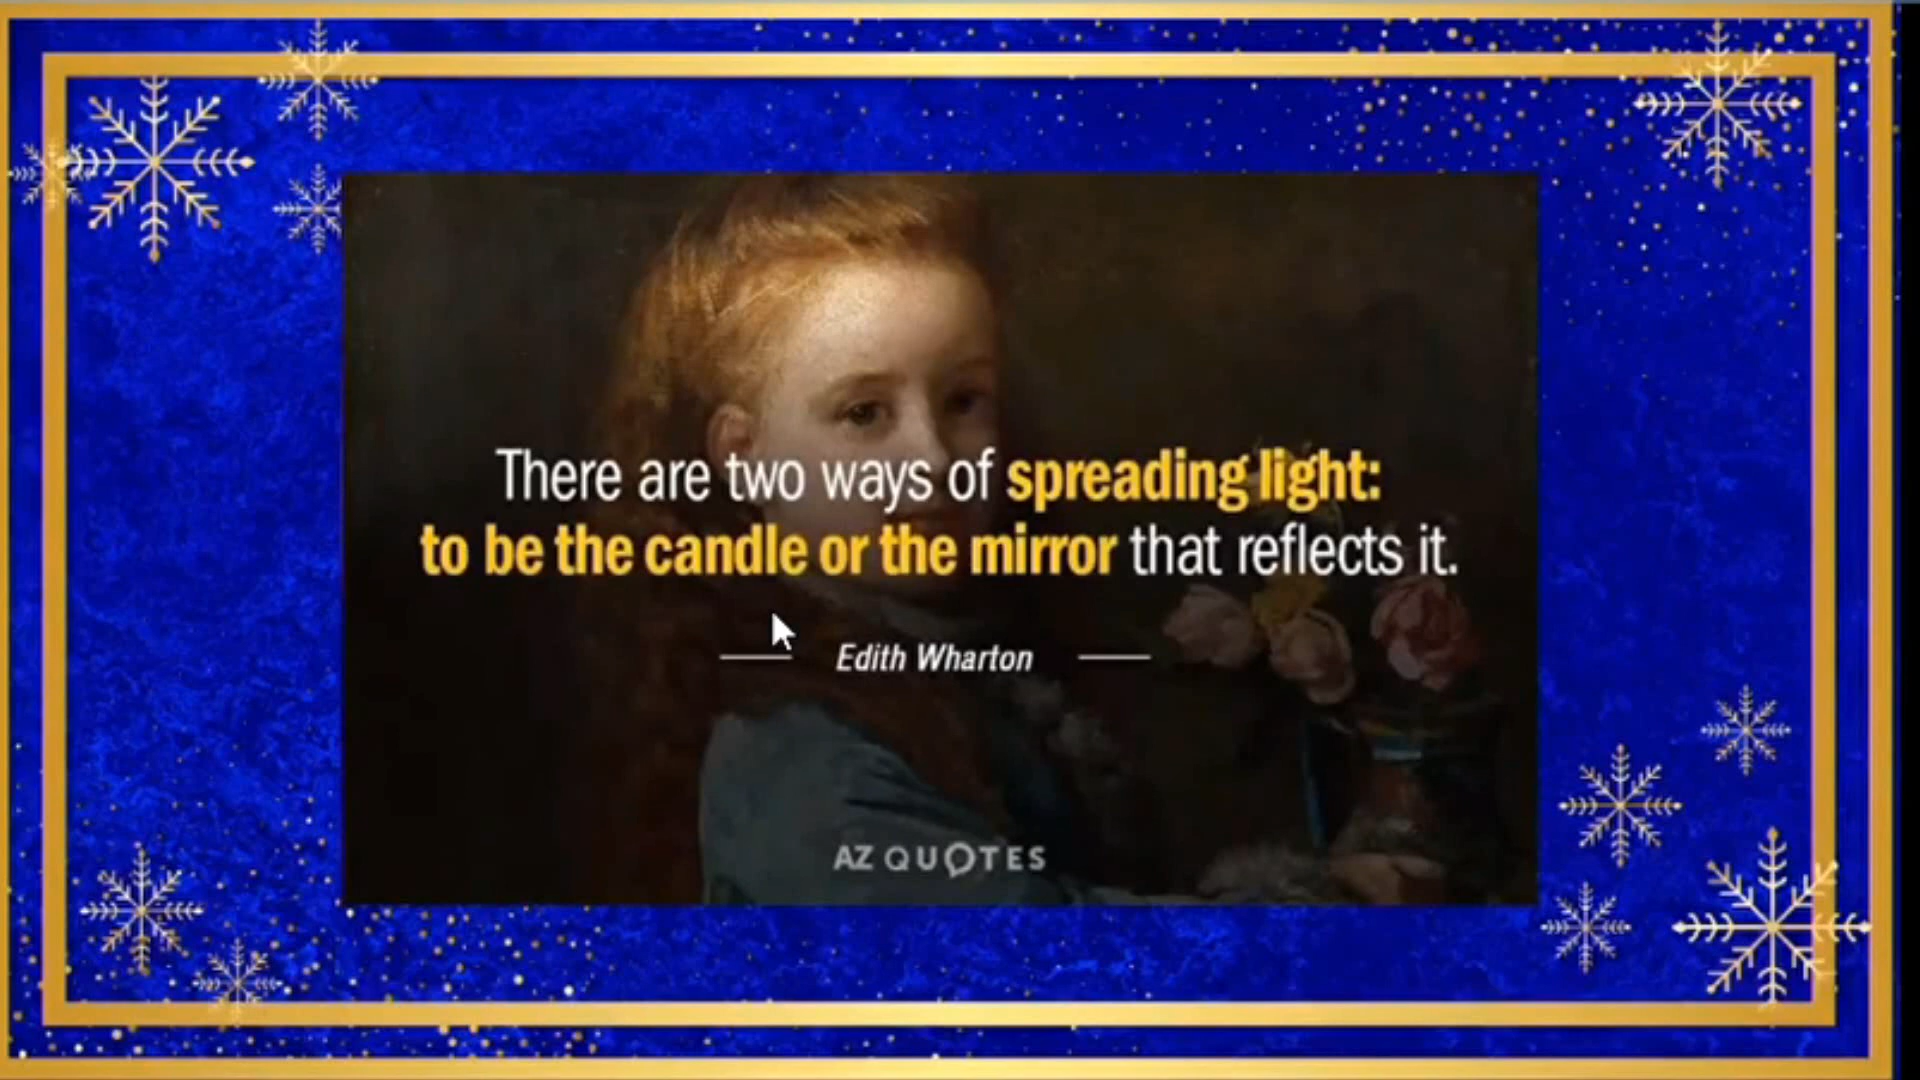 There are two ways of spreading light:
to be the candle or the mirror that reflects it.
Edith Wharton
AZ QUOTES